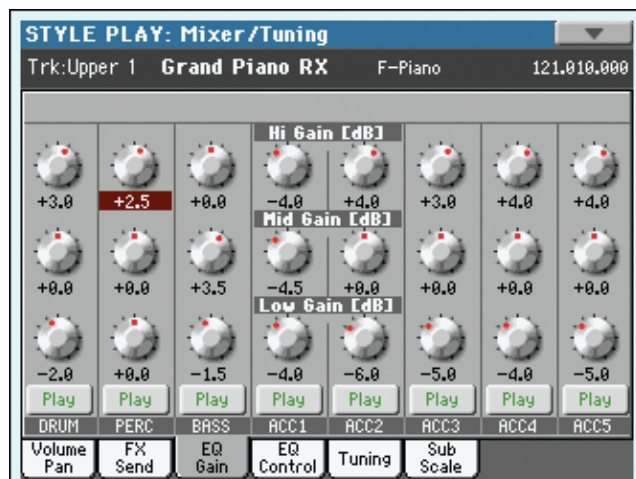 STYLE PLAY: Mixer/Tuning
Trk:Upper 1 Grand Piano RX F-Piano 121.010.000
Hi Gain [dB]
+3.0 +2.5 +0.0 -4.0 +4.0 +3.0 +4.0 +4.0
Mid Gain [dB]
+0.0 +0.0 +3.5 -4.5 +0.0 +0.0 +0.0 +0.0
Low Gain [dB]
-2.0 +0.0 -1.5 -4.0 -6.0 -5.0 -4.0 -5.0
Play Play Play Play Play Play Play Play
DRUM PERC BASS ACC1 ACC2 ACC3 ACC4 ACC5
Volume Pan FX Send EQ Gain EQ Control Tuning Sub Scale